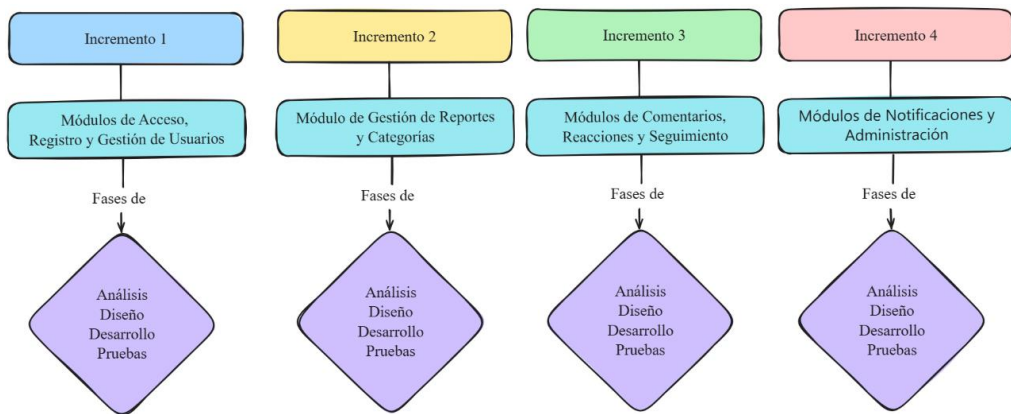 Incremento 1
Módulos de Acceso,
Registro y Gestión de Usuarios
Fases de
Análisis
Diseño
Desarrollo
Pruebas
Incremento 2
Módulo de Gestión de Reportes
y Categorías
Fases de
Análisis
Diseño
Desarrollo
Pruebas
Incremento 3
Módulos de Comentarios,
Reacciones y Seguimiento
Fases de
Análisis
Diseño
Desarrollo
Pruebas
Incremento 4
Módulos de Notificaciones y
Administración
Fases de
Análisis
Diseño
Desarrollo
Pruebas